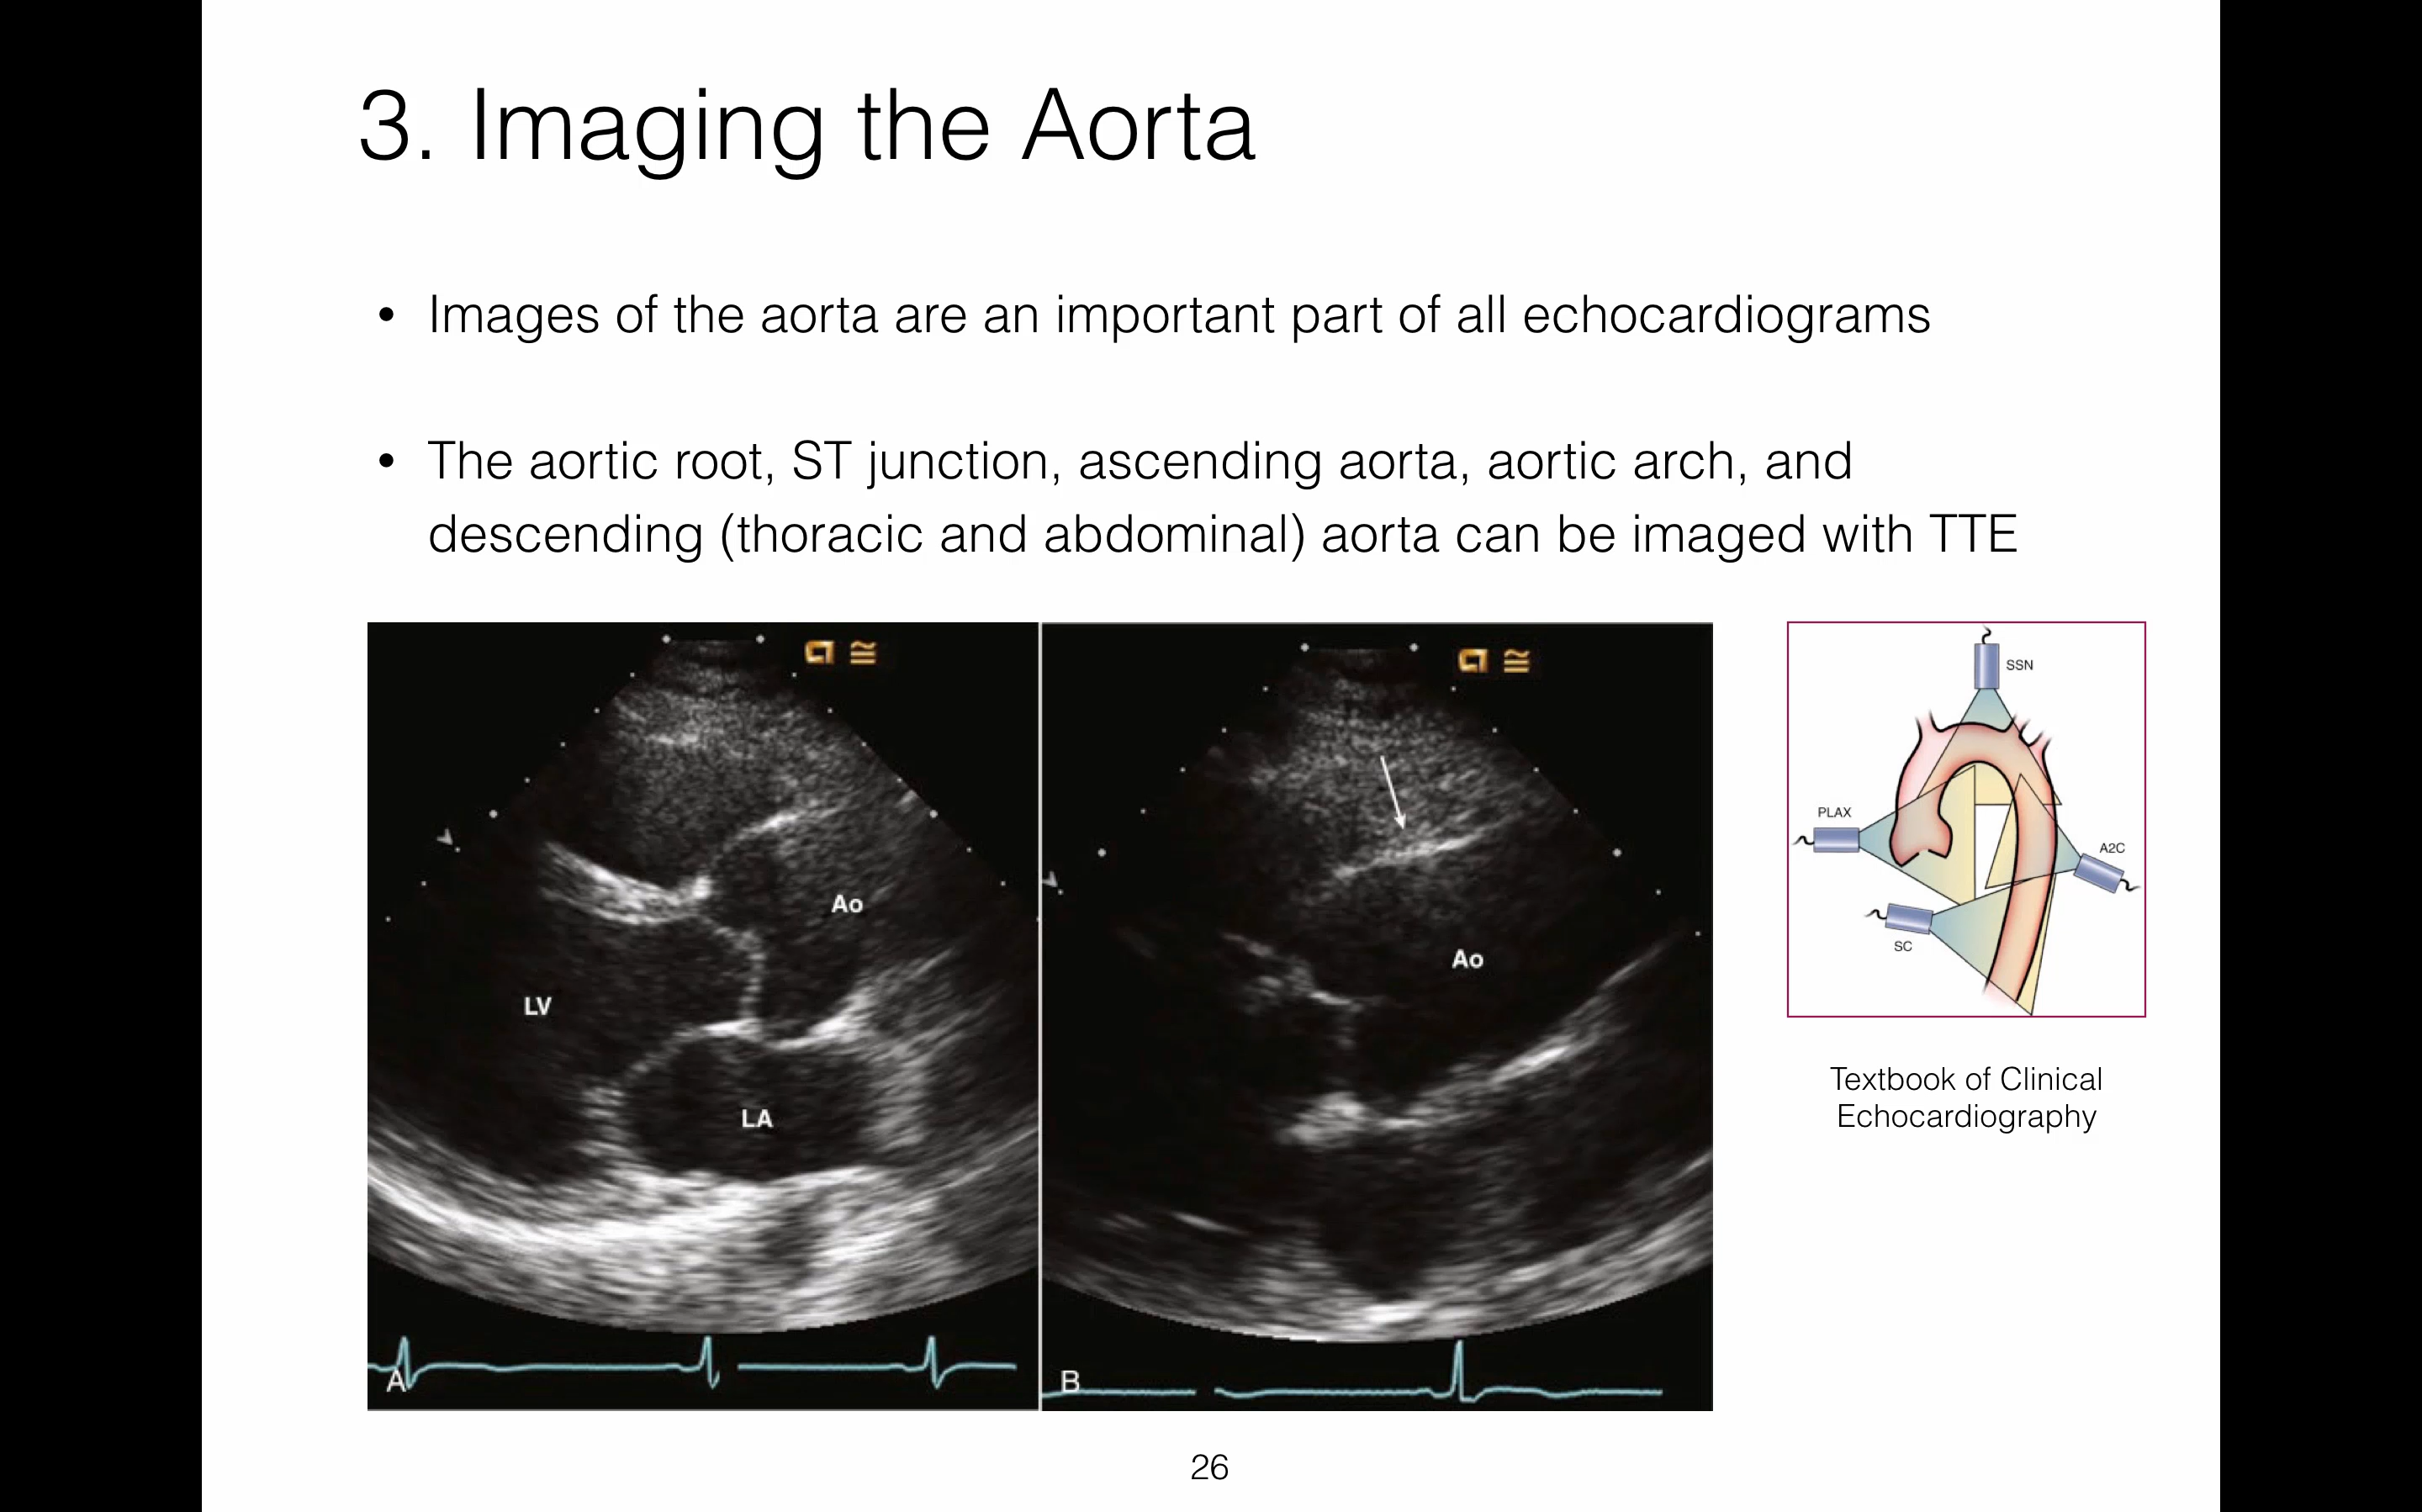 3. Imaging the Aorta
• Images of the aorta are an important part of all echocardiograms
• The aortic root, ST junction, ascending aorta, aortic arch, and
descending (thoracic and abdominal) aorta can be imaged with TTE
Ao
LV
LA
A
Ao
B
SSN
PLAX
A2C
SC
Textbook of Clinical
Echocardiography
26